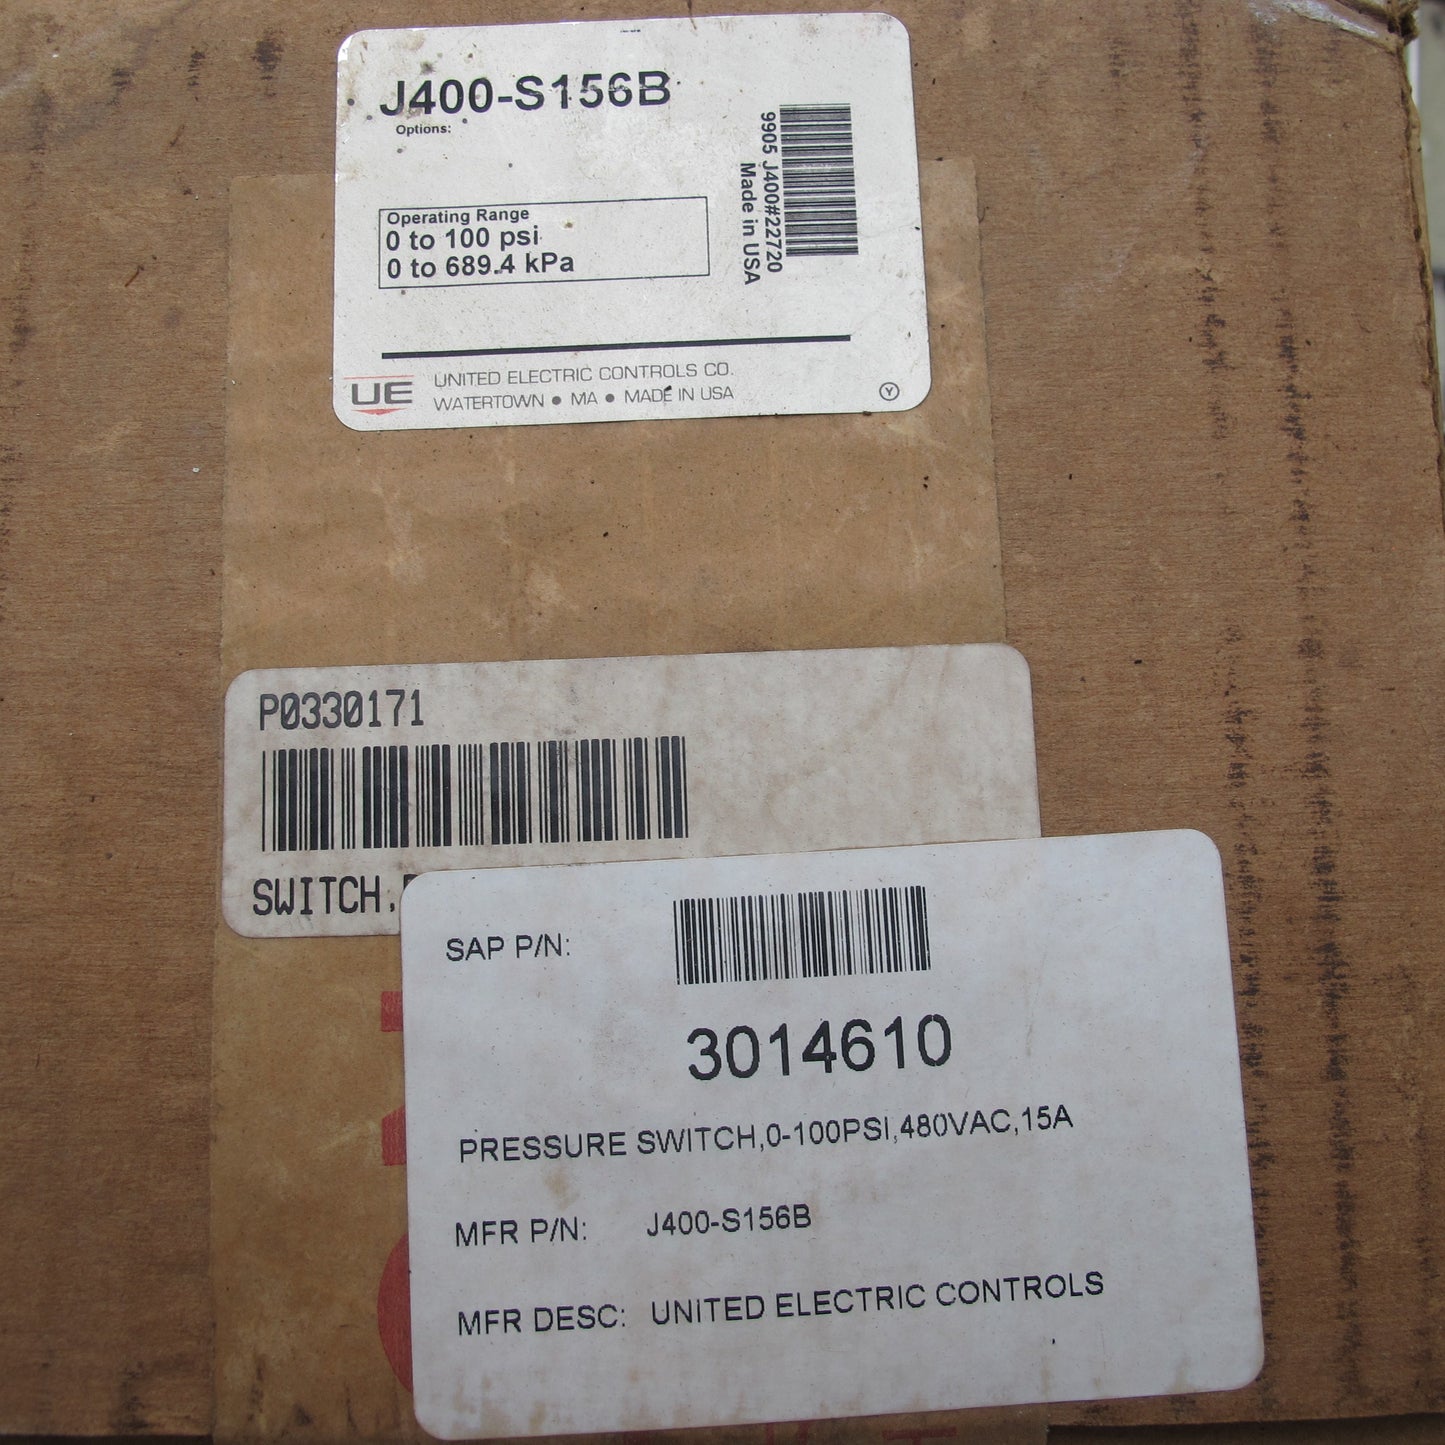 J400-S156B
Options:
Operating Range
0 to 100 psi
0 to 689.4 kPa
9905 J400#22720
Made in USA
UE
UNITED ELECTRIC CONTROLS CO.
WATERTOWN ● MA ● MADE IN USA
Y
P0330171
SWITCH.
SAP P/N:
3014610
PRESSURE SWITCH,0-100PSI,480VAC,15A
MFR P/N: J400-S156B
MFR DESC: UNITED ELECTRIC CONTROLS